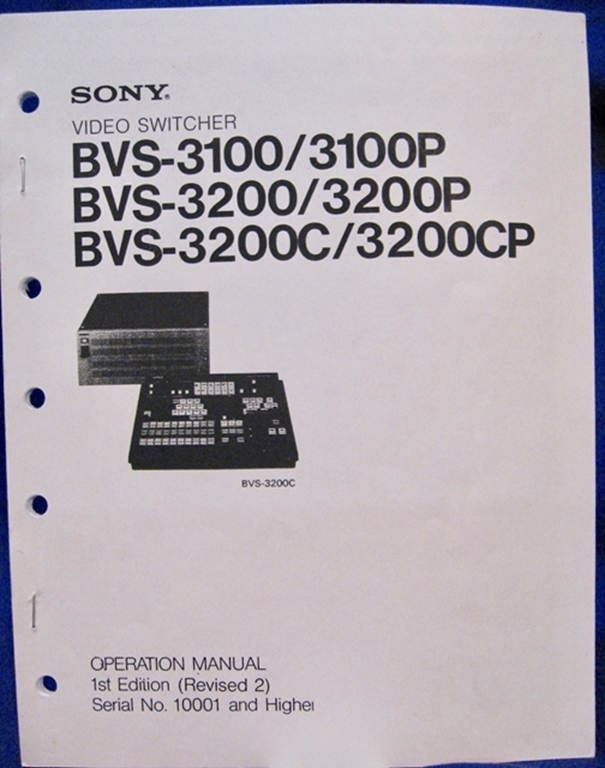 SONY®
VIDEO SWITCHER
BVS-3100/3100P
BVS-3200/3200P
BVS-3200C/3200CP
BVS-3200C
OPERATION MANUAL
1st Edition (Revised 2)
Serial No. 10001 and Higher